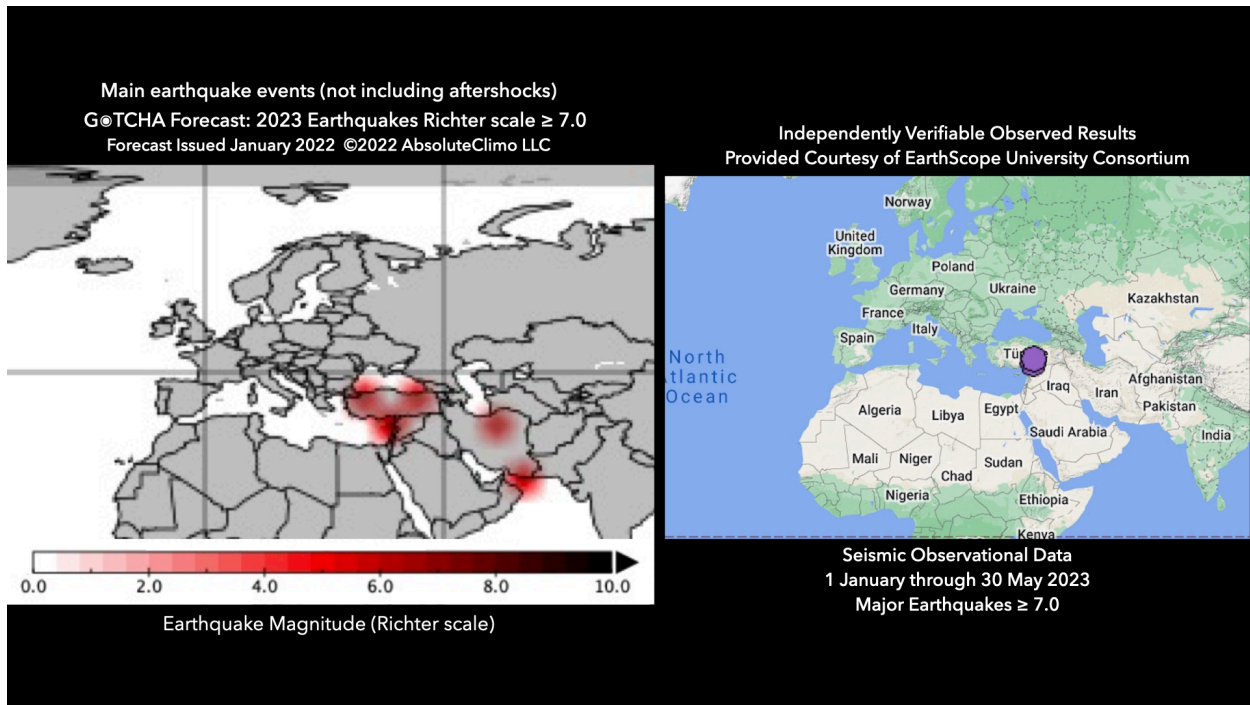 Main earthquake events (not including aftershocks)
G◉TCHA Forecast: 2023 Earthquakes Richter scale ≥ 7.0
Forecast Issued January 2022 ©2022 AbsoluteClimo LLC
0.0 2.0 4.0 6.0 8.0 10.0
Earthquake Magnitude (Richter scale)
Independently Verifiable Observed Results
Provided Courtesy of EarthScope University Consortium
Norway
United
Kingdom
Poland
Germany
Ukraine
Kazakhstan
France
Italy
Spain
Tür
North
Atlantic
Ocean
Iraq
Iran
Afghanistan
Pakistan
Algeria
Libya
Egypt
Saudi Arabia
India
Mali
Niger
Chad
Sudan
Nigeria
Ethiopia
Kenya
Seismic Observational Data
1 January through 30 May 2023
Major Earthquakes ≥ 7.0